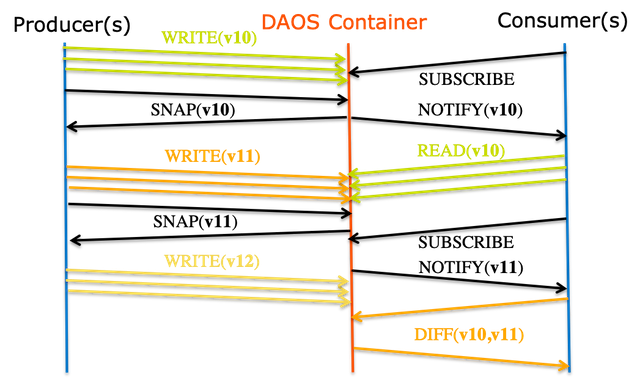 Producer(s)
DAOS Container
Consumer(s)
WRITE(v10)
SUBSCRIBE
SNAP(v10)
NOTIFY(v10)
WRITE(v11)
READ(v10)
SNAP(v11)
SUBSCRIBE
WRITE(v12)
NOTIFY(v11)
DIFF(v10,v11)